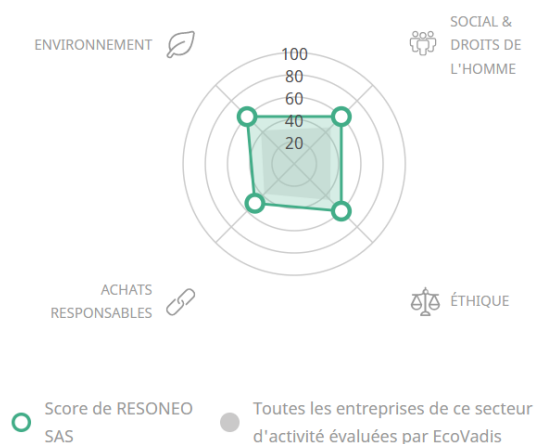 SOCIAL &
ENVIRONNEMENT
DROITS DE
L'HOMME
100
80
60
40
20
ACHATS
RESPONSABLES
ÉTHIQUE
Score de RESONEO
SAS
Toutes les entreprises de ce secteur
d'activité évaluées par EcoVadis